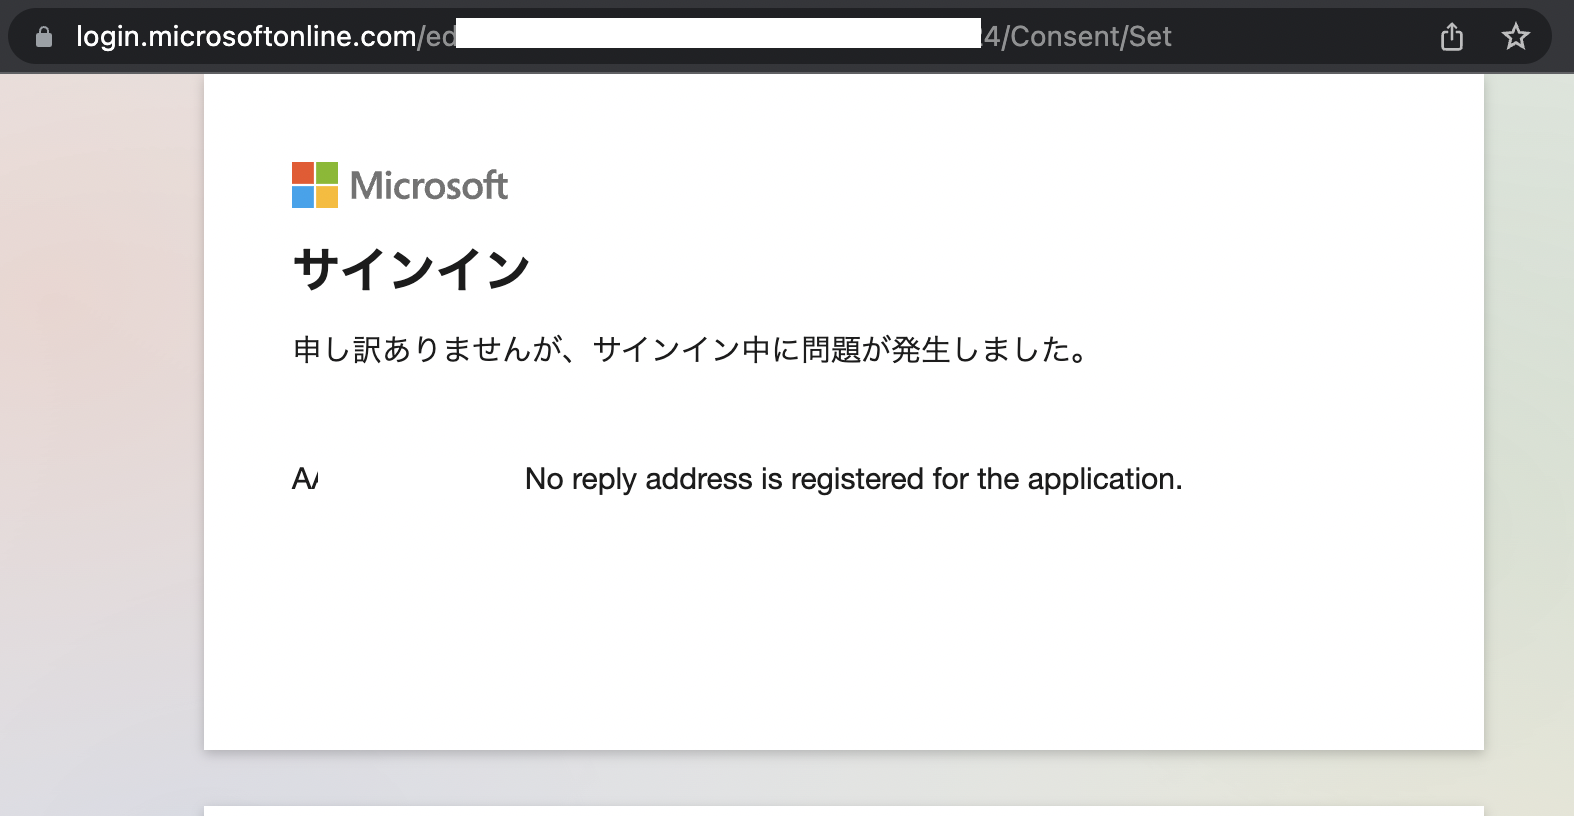 login.microsoftonline.com/ed 4/Consent/Set
Microsoft
サインイン
申し訳ありませんが、サインイン中に問題が発生しました。
No reply address is registered for the application.